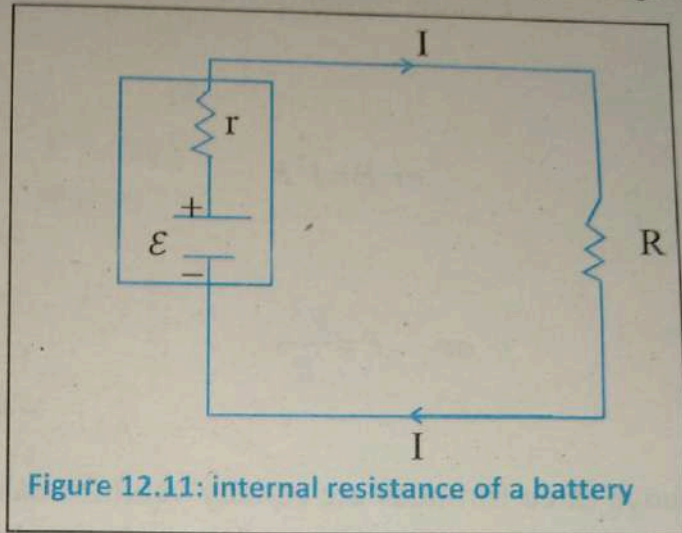 I
r
+
ε
−
R
I
Figure 12.11: internal resistance of a battery